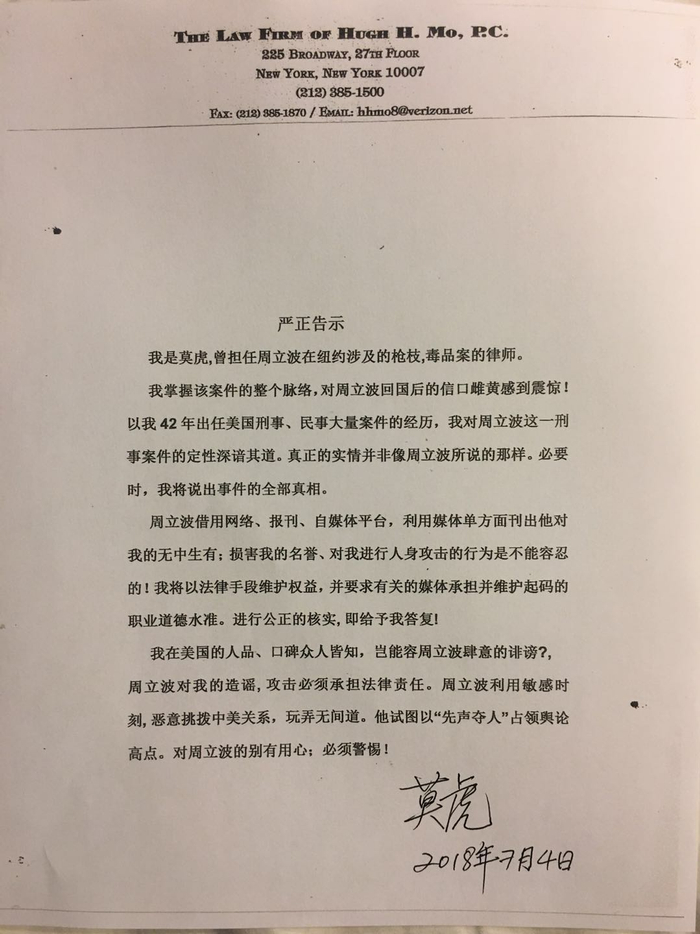 THE LAW FIRM OF HUGH H. MO, P.C.
225 BROADWAY, 27TH FLOOR
NEW YORK, NEW YORK 10007
(212) 385-1500
FAX: (212) 385-1870 / EMAIL: hhmo8@verizon.net
严正告示
我是莫虎,曾担任周立波在纽约涉及的枪枝,毒品案的律师。
我掌握该案件的整个脉络,对周立波回国后的信口雌黄感到震惊!
以我 42 年出任美国刑事、民事大量案件的经历，我对周立波这一刑
事案件的定性深谙其道。真正的实情并非像周立波所说的那样。必要
时，我将说出事件的全部真相。
周立波借用网络、报刊、自媒体平台，利用媒体单方面刊出他对
我的无中生有; 损害我的名誉、对我进行人身攻击的行为是不能容忍
的! 我将以法律手段维护权益，并要求有关的媒体承担并维护起码的
职业道德水准。进行公正的核实, 即给予我答复!
我在美国的人品、口碑众人皆知，岂能容周立波肆意的诽谤?,
周立波对我的造谣, 攻击必须承担法律责任。周立波利用敏感时
刻, 恶意挑拨中美关系，玩弄无间道。他试图以“先声夺人”占领舆论
高点。对周立波的别有用心; 必须警惕!
莫虎
2018年7月4日